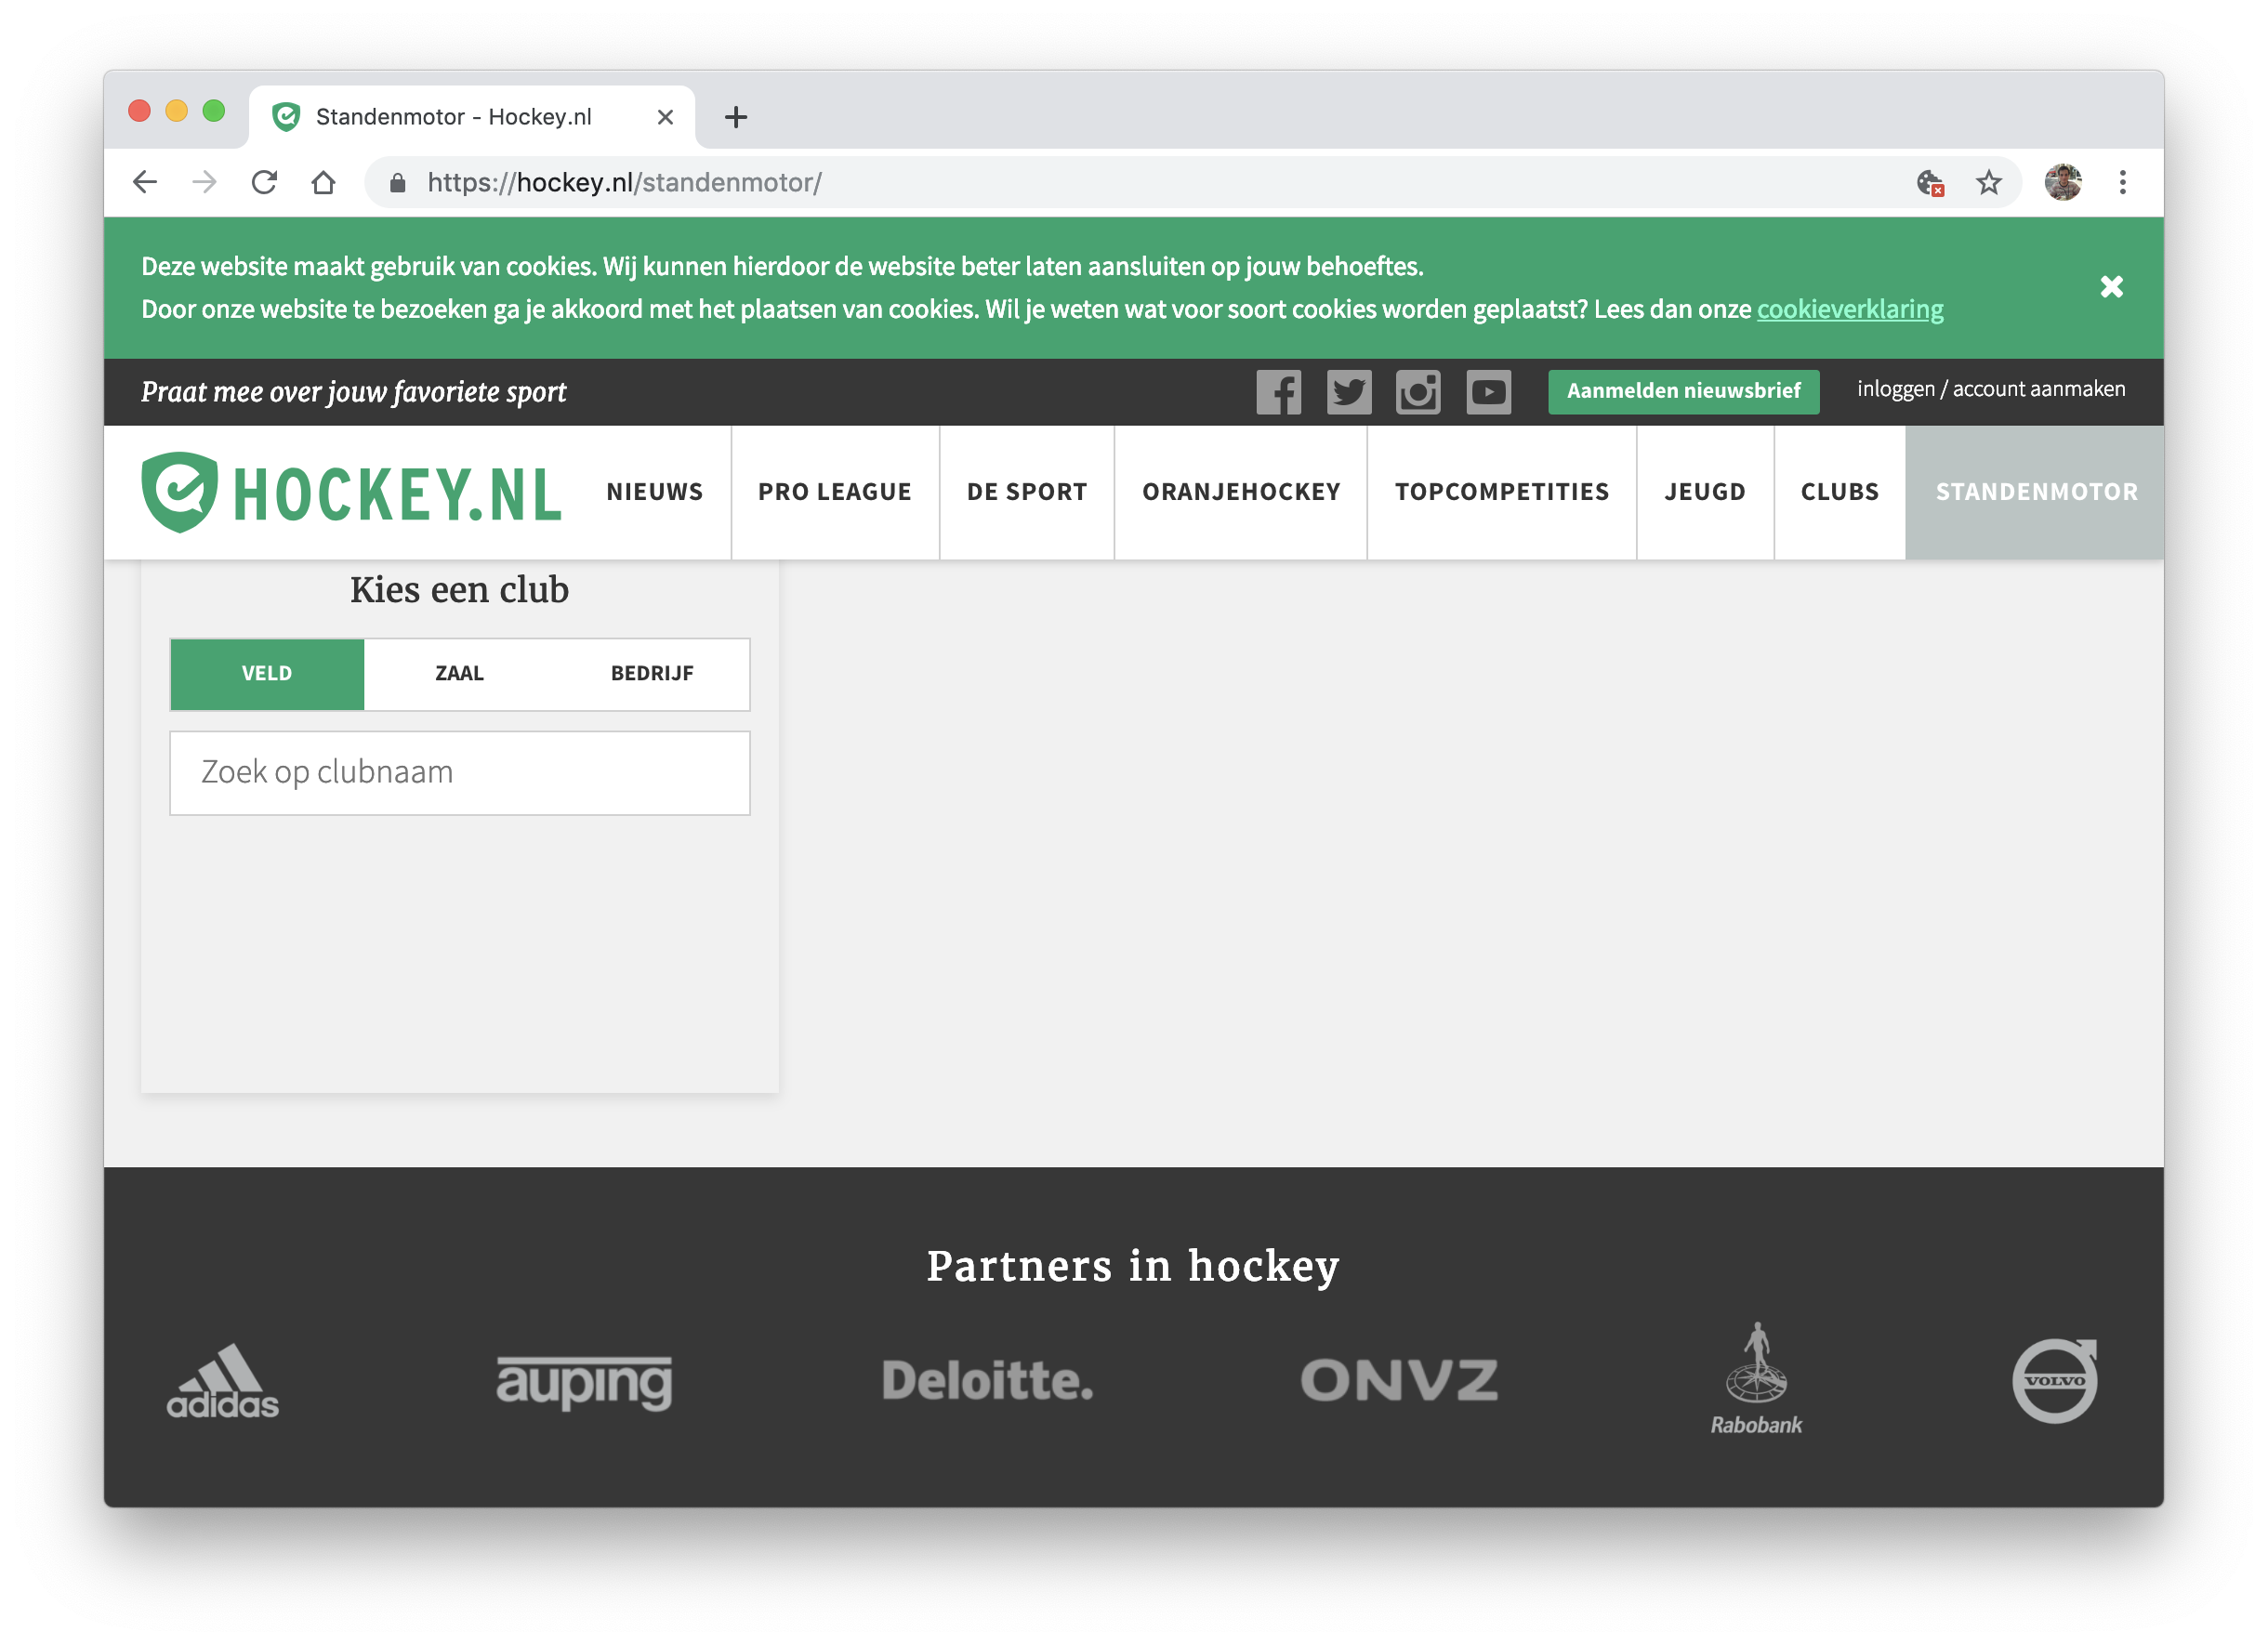 Standenmotor - Hockey.nl
https://hockey.nl/standenmotor/
Deze website maakt gebruik van cookies. Wij kunnen hierdoor de website beter laten aansluiten op jouw behoeftes.
Door onze website te bezoeken ga je akkoord met het plaatsen van cookies. Wil je weten wat voor soort cookies worden geplaatst? Lees dan onze cookieverklaring
Praat mee over jouw favoriete sport
Aanmelden nieuwsbrief
inloggen / account aanmaken
HOCKEY.NL
NIEUWS
PRO LEAGUE
DE SPORT
ORANJEHOCKEY
TOPCOMPETITIES
JEUGD
CLUBS
STANDENMOTOR
Kies een club
VELD
ZAAL
BEDRIJF
Zoek op clubnaam
Partners in hockey
adidas
auping
Deloitte.
ONVZ
Rabobank
VOLVO